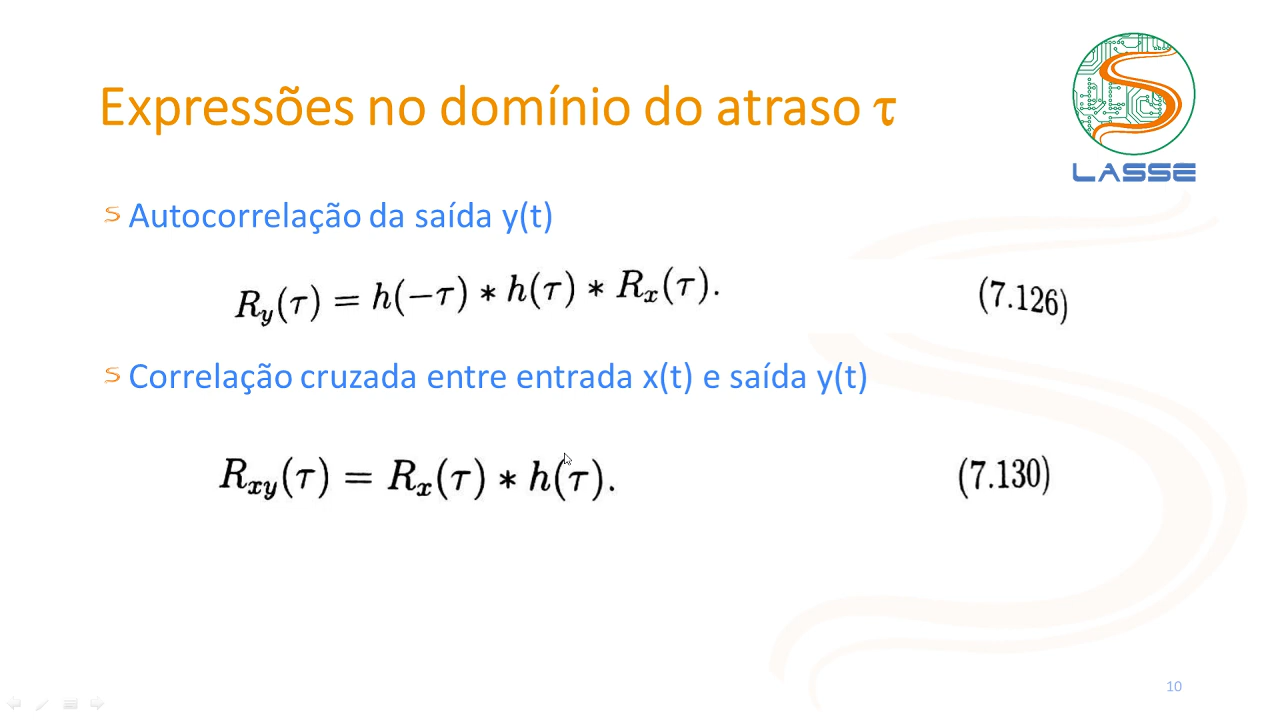 Expressões no domínio do atraso τ
LASSE
Autocorrelação da saída y(t)
R_y(τ) = h(−τ) * h(τ) * R_x(τ). (7.126)
Correlação cruzada entre entrada x(t) e saída y(t)
R_xy(τ) = R_x(τ) * h(τ). (7.130)
10